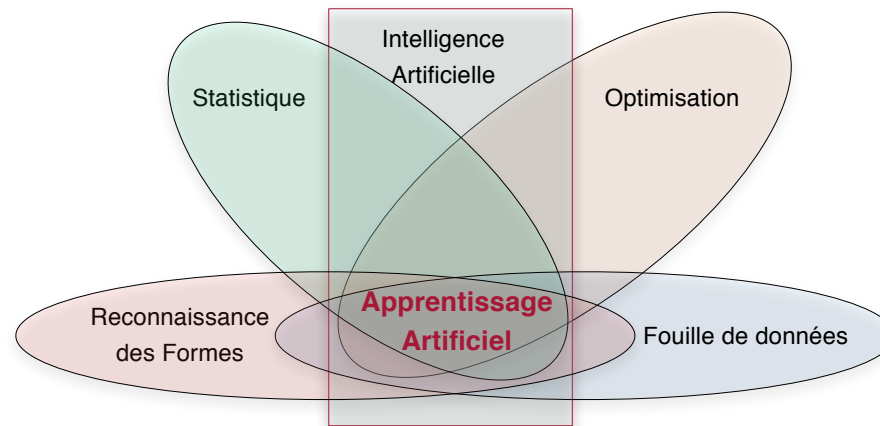 Intelligence
Artificielle
Statistique
Optimisation
Apprentissage
Artificiel
Reconnaissance
des Formes
Fouille de données